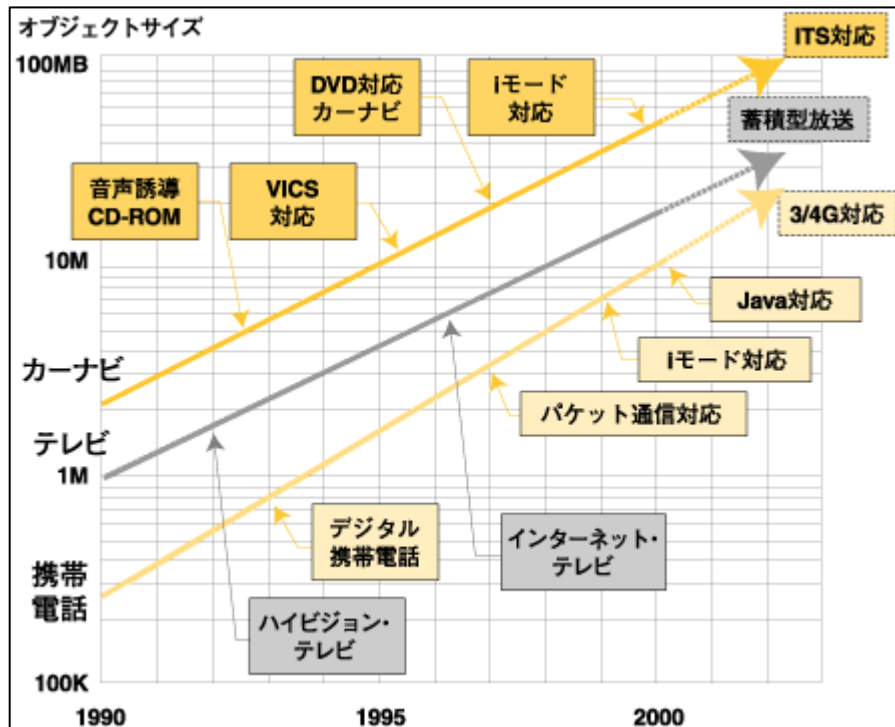 オブジェクトサイズ
100MB
ITS対応
DVD対応
カーナビ
iモード
対応
蓄積型放送
音声誘導
CD-ROM
VICS
対応
3/4G対応
10M
Java対応
iモード対応
カーナビ
パケット通信対応
テレビ
1M
デジタル
携帯電話
インターネット・
テレビ
携帯
電話
ハイビジョン・
テレビ
100K
1990
1995
2000